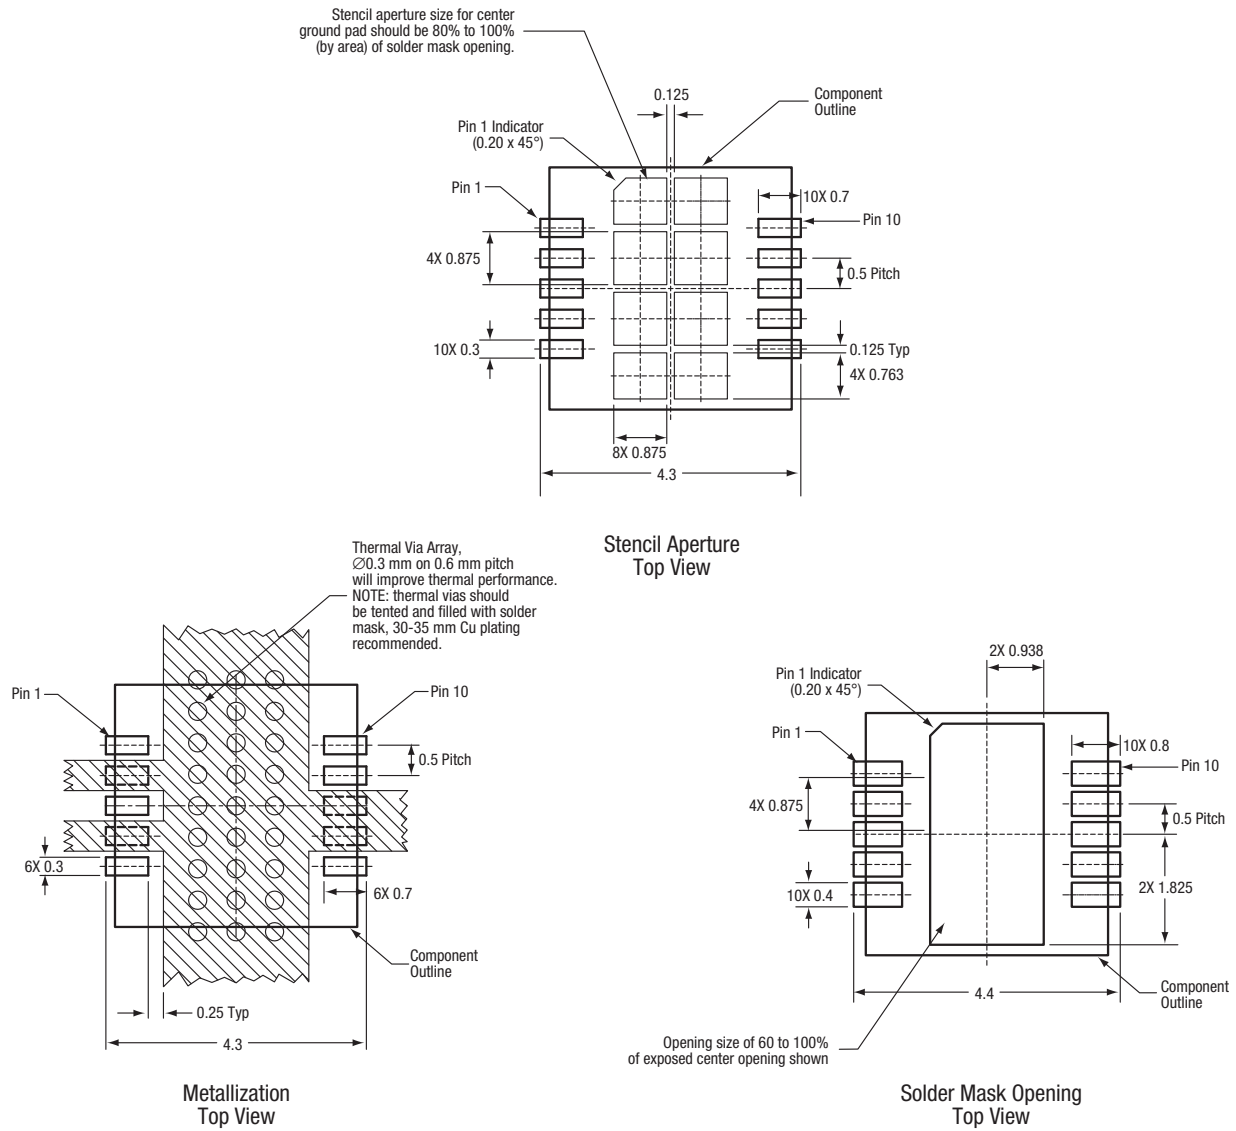 Stencil aperture size for center
ground pad should be 80% to 100%
(by area) of solder mask opening.
0.125
Component
Outline
Pin 1 Indicator
(0.20 x 45°)
Pin 1
10X 0.7
Pin 10
4X 0.875
0.5 Pitch
10X 0.3
0.125 Typ
4X 0.763
8X 0.875
4.3
Stencil Aperture
Top View
Thermal Via Array,
∅0.3 mm on 0.6 mm pitch
will improve thermal performance.
NOTE: thermal vias should
be tented and filled with solder
mask, 30-35 mm Cu plating
recommended.
Pin 1
Pin 10
0.5 Pitch
6X 0.3
6X 0.7
Component
Outline
0.25 Typ
4.3
Metallization
Top View
2X 0.938
Pin 1 Indicator
(0.20 x 45°)
Pin 1
10X 0.8
Pin 10
4X 0.875
0.5 Pitch
10X 0.4
2X 1.825
4.4
Component
Outline
Opening size of 60 to 100%
of exposed center opening shown
Solder Mask Opening
Top View